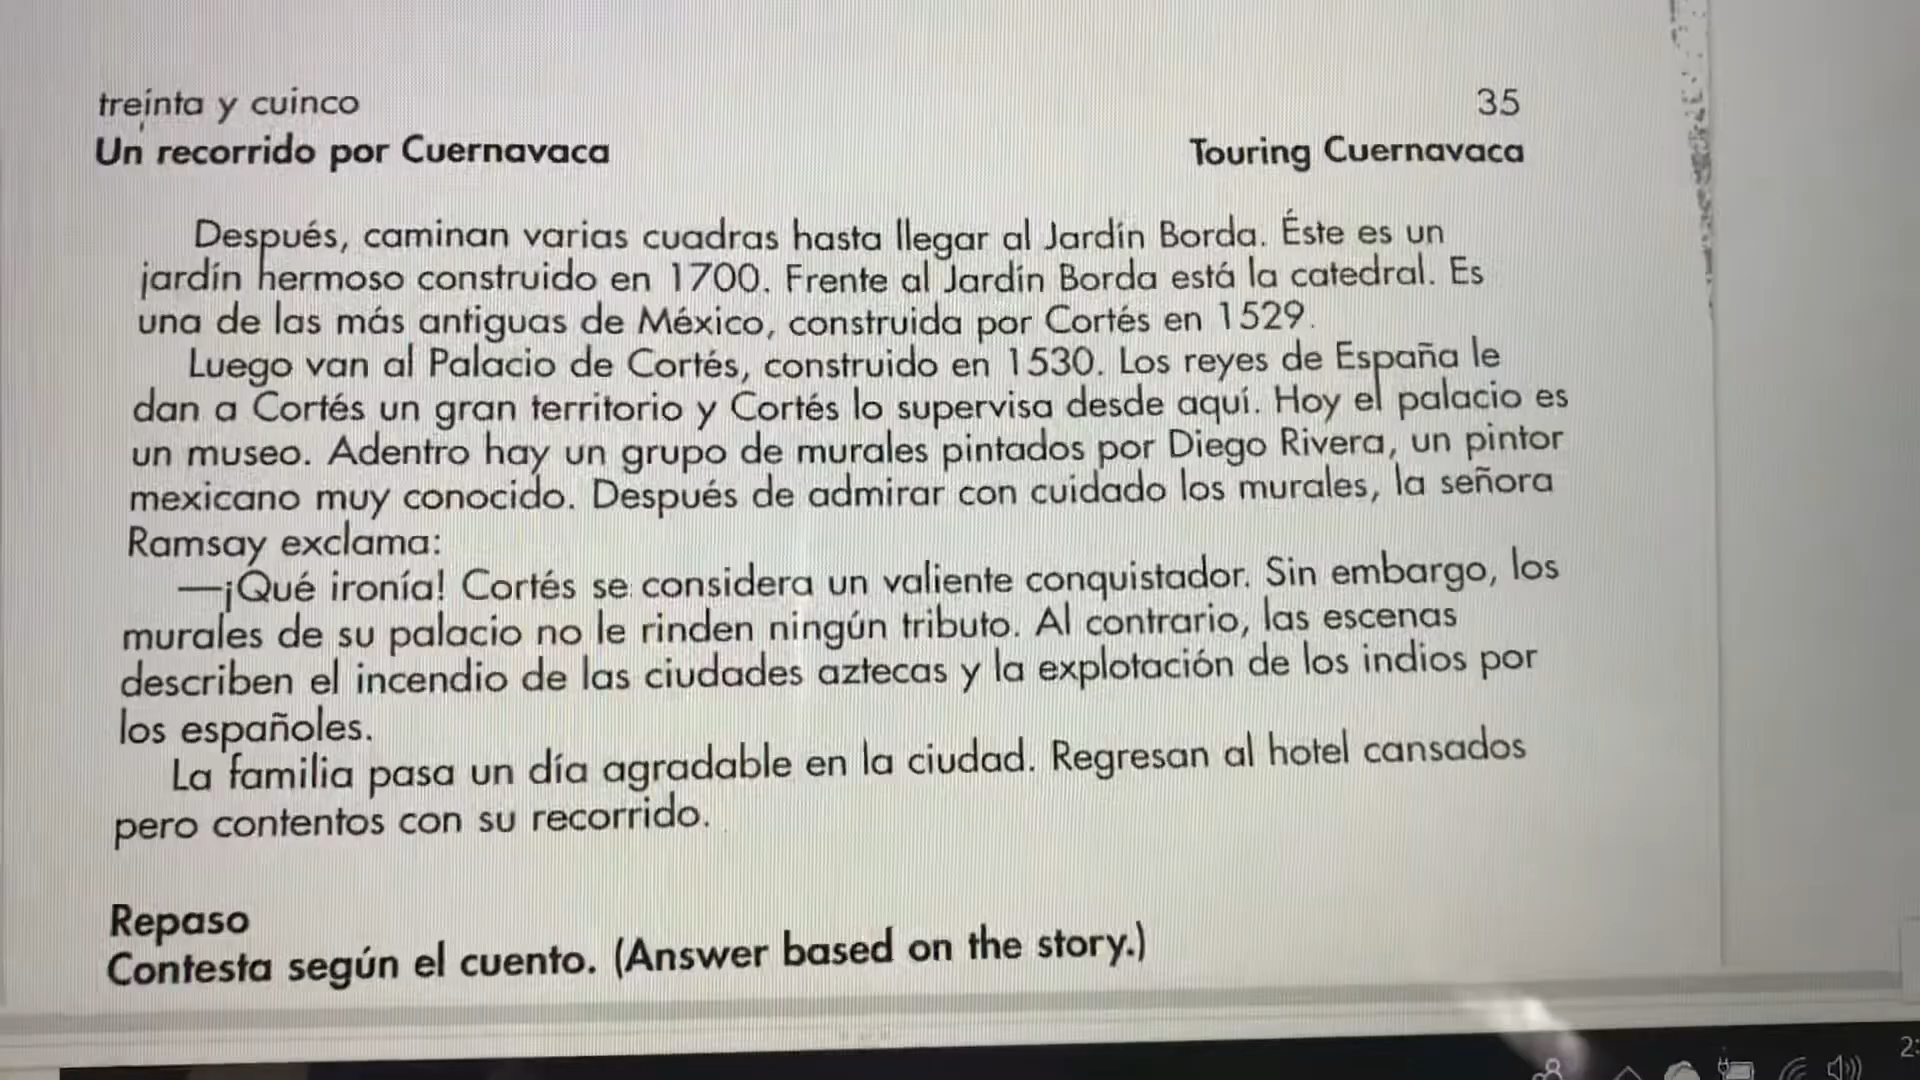 treinta y cuinco 35
Un recorrido por Cuernavaca Touring Cuernavaca
Después, caminan varias cuadras hasta llegar al Jardín Borda. Éste es un
jardín hermoso construido en 1700. Frente al Jardín Borda está la catedral. Es
una de las más antiguas de México, construida por Cortés en 1529.
Luego van al Palacio de Cortés, construido en 1530. Los reyes de España le
dan a Cortés un gran territorio y Cortés lo supervisa desde aquí. Hoy el palacio es
un museo. Adentro hay un grupo de murales pintados por Diego Rivera, un pintor
mexicano muy conocido. Después de admirar con cuidado los murales, la señora
Ramsay exclama:
—¡Qué ironía! Cortés se considera un valiente conquistador. Sin embargo, los
murales de su palacio no le rinden ningún tributo. Al contrario, las escenas
describen el incendio de las ciudades aztecas y la explotación de los indios por
los españoles.
La familia pasa un día agradable en la ciudad. Regresan al hotel cansados
pero contentos con su recorrido.
Repaso
Contesta según el cuento. (Answer based on the story.)
2: